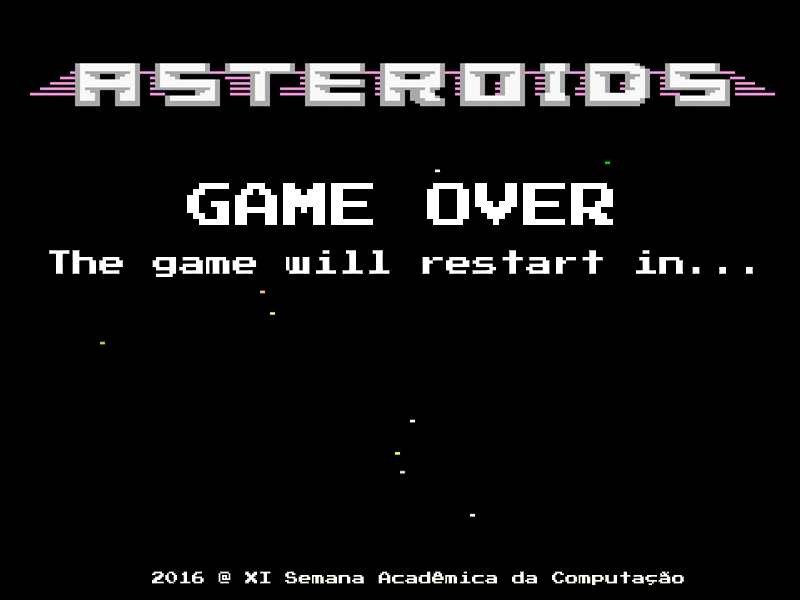 ASTEROIDS
GAME OVER
The game will restart in...
2016 @ XI Semana Acadêmica da Computação